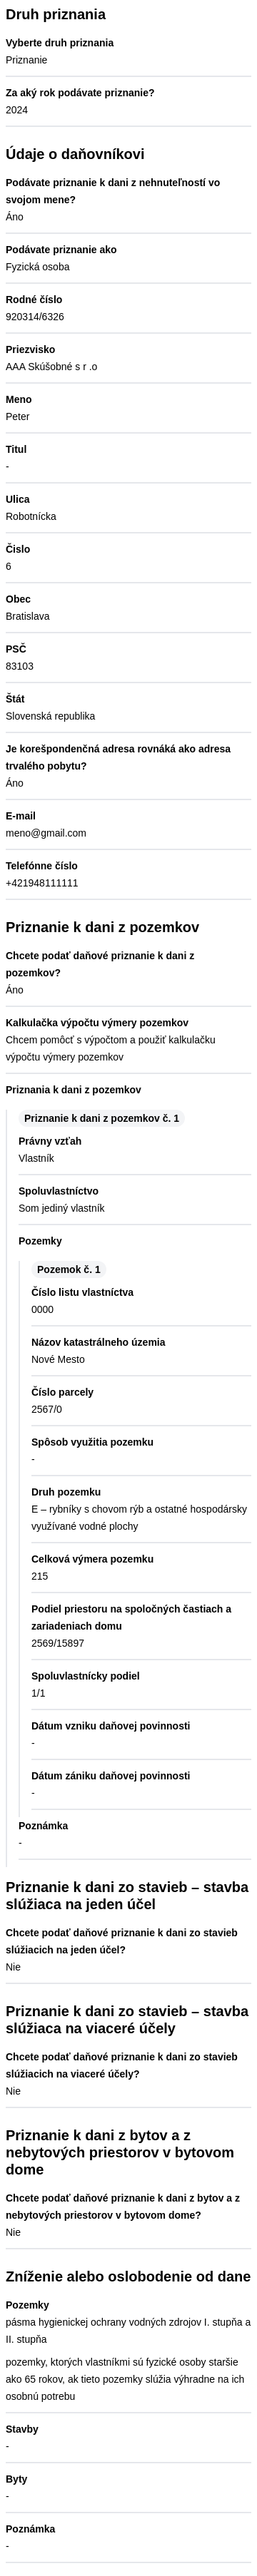 Druh priznania
Vyberte druh priznania
Priznanie
Za aký rok podávate priznanie?
2024
Údaje o daňovníkovi
Podávate priznanie k dani z nehnuteľností vo
svojom mene?
Áno
Podávate priznanie ako
Fyzická osoba
Rodné číslo
920314/6326
Priezvisko
AAA Skúšobné s r .o
Meno
Peter
Titul
-
Ulica
Robotnícka
Čislo
6
Obec
Bratislava
PSČ
83103
Štát
Slovenská republika
Je korešpondenčná adresa rovnáká ako adresa
trvalého pobytu?
Áno
E-mail
meno@gmail.com
Telefónne číslo
+421948111111
Priznanie k dani z pozemkov
Chcete podať daňové priznanie k dani z
pozemkov?
Áno
Kalkulačka výpočtu výmery pozemkov
Chcem pomôcť s výpočtom a použiť kalkulačku
výpočtu výmery pozemkov
Priznania k dani z pozemkov
Priznanie k dani z pozemkov č. 1
Právny vzťah
Vlastník
Spoluvlastníctvo
Som jediný vlastník
Pozemky
Pozemok č. 1
Číslo listu vlastníctva
0000
Názov katastrálneho územia
Nové Mesto
Číslo parcely
2567/0
Spôsob využitia pozemku
-
Druh pozemku
E – rybníky s chovom rýb a ostatné hospodársky
využívané vodné plochy
Celková výmera pozemku
215
Podiel priestoru na spoločných častiach a
zariadeniach domu
2569/15897
Spoluvlastnícky podiel
1/1
Dátum vzniku daňovej povinnosti
-
Dátum zániku daňovej povinnosti
-
Poznámka
-
Priznanie k dani zo stavieb – stavba
slúžiaca na jeden účel
Chcete podať daňové priznanie k dani zo stavieb
slúžiacich na jeden účel?
Nie
Priznanie k dani zo stavieb – stavba
slúžiaca na viaceré účely
Chcete podať daňové priznanie k dani zo stavieb
slúžiacich na viaceré účely?
Nie
Priznanie k dani z bytov a z
nebytových priestorov v bytovom
dome
Chcete podať daňové priznanie k dani z bytov a z
nebytových priestorov v bytovom dome?
Nie
Zníženie alebo oslobodenie od dane
Pozemky
pásma hygienickej ochrany vodných zdrojov I. stupňa a
II. stupňa
pozemky, ktorých vlastníkmi sú fyzické osoby staršie
ako 65 rokov, ak tieto pozemky slúžia výhradne na ich
osobnú potrebu
Stavby
-
Byty
-
Poznámka
-